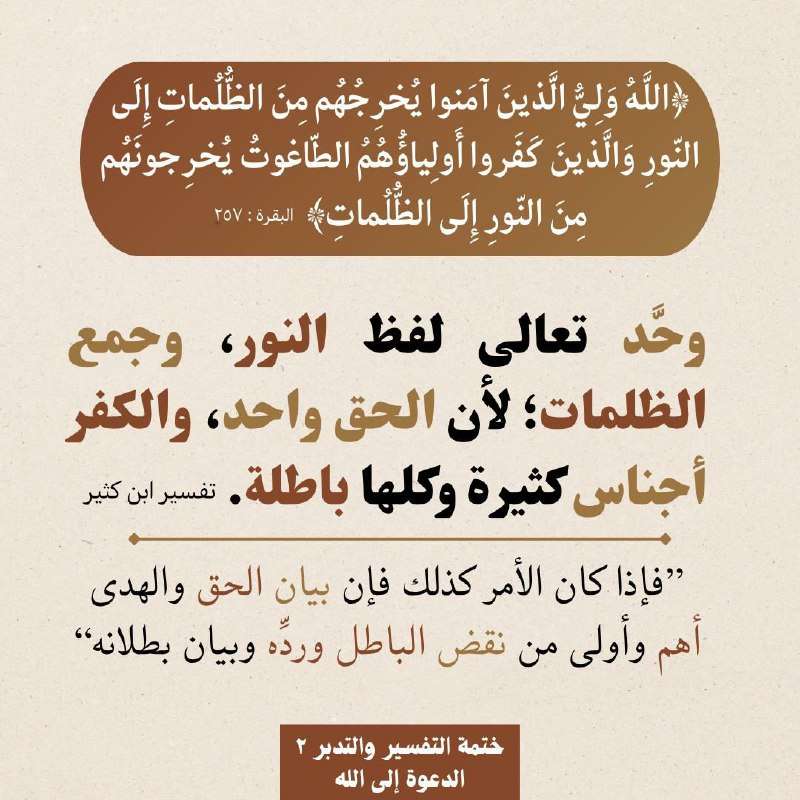 ﴿اللَّهُ وَلِيُّ الَّذينَ آمَنوا يُخرِجُهُم مِنَ الظُّلُماتِ إِلَى
النّورِ وَالَّذينَ كَفَروا أَولِياؤُهُمُ الطّاغوتُ يُخرِجونَهُم
مِنَ النّورِ إِلَى الظُّلُماتِ﴾ البقرة : ٢٥٧
وحَّد تعالى لفظ النور، وجمع
الظلمات؛ لأن الحق واحد، والكفر
أجناس كثيرة وكلها باطلة. تفسير ابن كثير
”فإذا كان الأمر كذلك فإن بيان الحق والهدى
أهم وأولى من نقض الباطل وردِّه وبيان بطلانه“
ختمة التفسير والتدبر ٢
الدعوة إلى الله